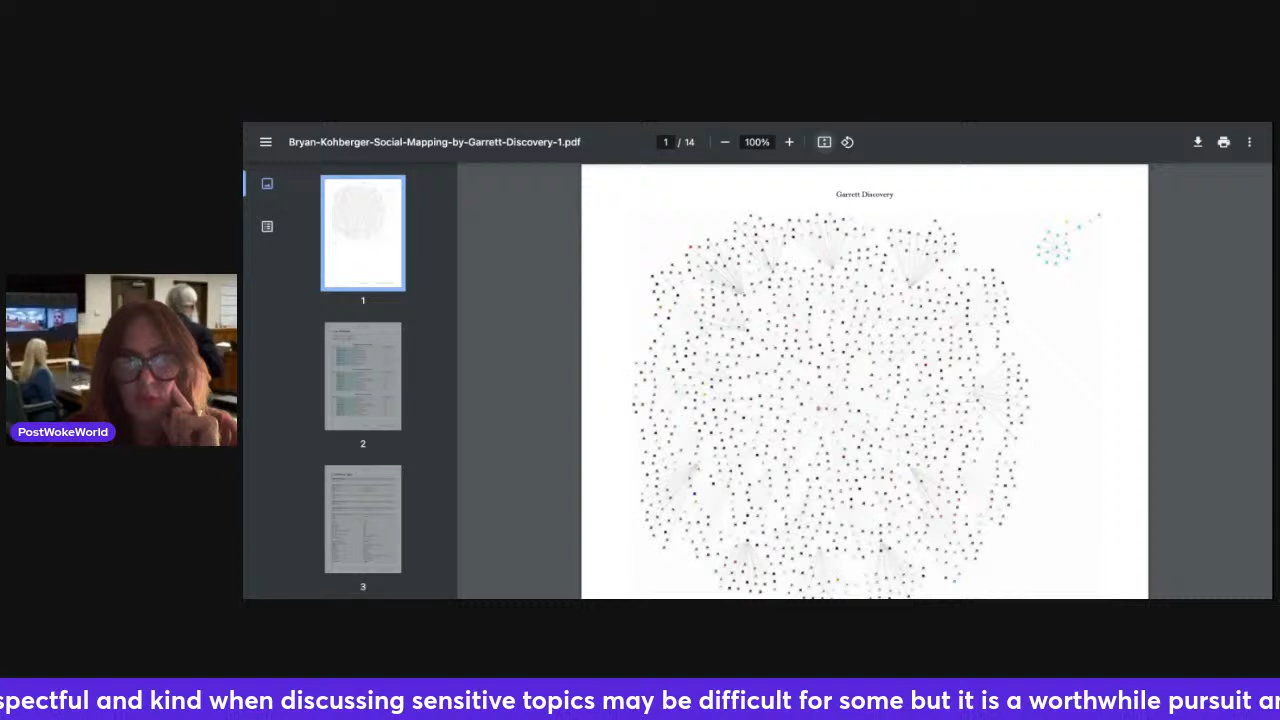 Bryan-Kohberger-Social-Mapping-by-Garrett-Discovery-1.pdf
1 / 14
100%
Garrett Discovery
1
2
3
PostWokeWorld
spectful and kind when discussing sensitive topics may be difficult for some but it is a worthwhile pursuit a